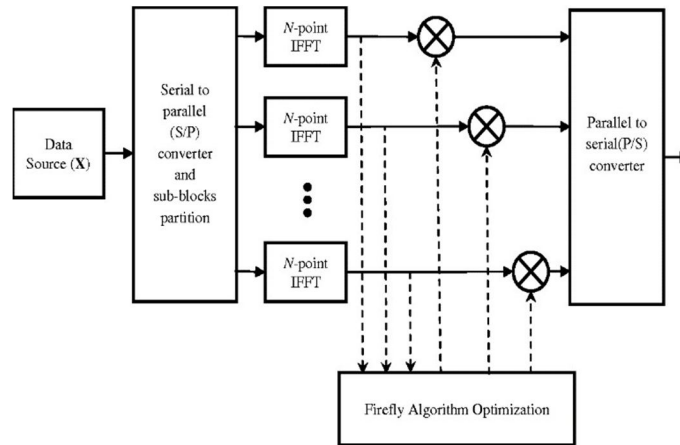 Data
Source (X)
Serial to
parallel
(S/P)
converter
and
sub-blocks
partition
N-point
IFFT
N-point
IFFT
N-point
IFFT
Parallel to
serial(P/S)
converter
Firefly Algorithm Optimization